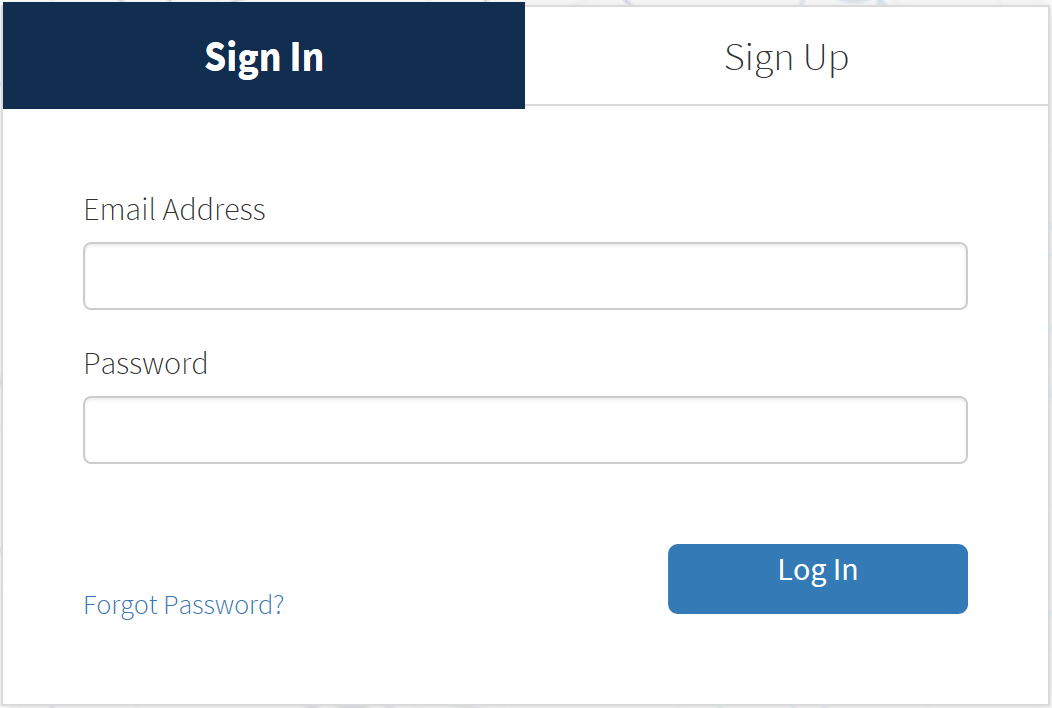 Sign In
Sign Up
Email Address
Password
Log In
Forgot Password?